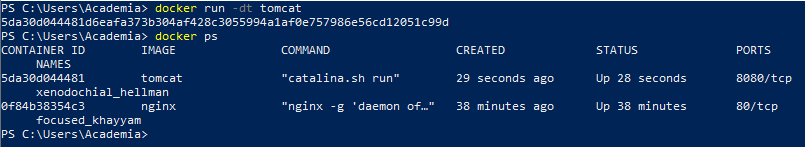 PS C:\Users\Academia> docker run -dt tomcat
5da30d044481d6eafa373b304af428c3055994a1af0e757986e56cd12051c99d
PS C:\Users\Academia> docker ps
CONTAINER ID        IMAGE               COMMAND                  CREATED             STATUS              PORTS
     NAMES
5da30d044481        tomcat              "catalina.sh run"        29 seconds ago      Up 28 seconds       8080/tcp
     xenodochial_hellman
0f84b38354c3        nginx               "nginx -g 'daemon of…"   38 minutes ago      Up 38 minutes       80/tcp
     focused_khayyam
PS C:\Users\Academia>